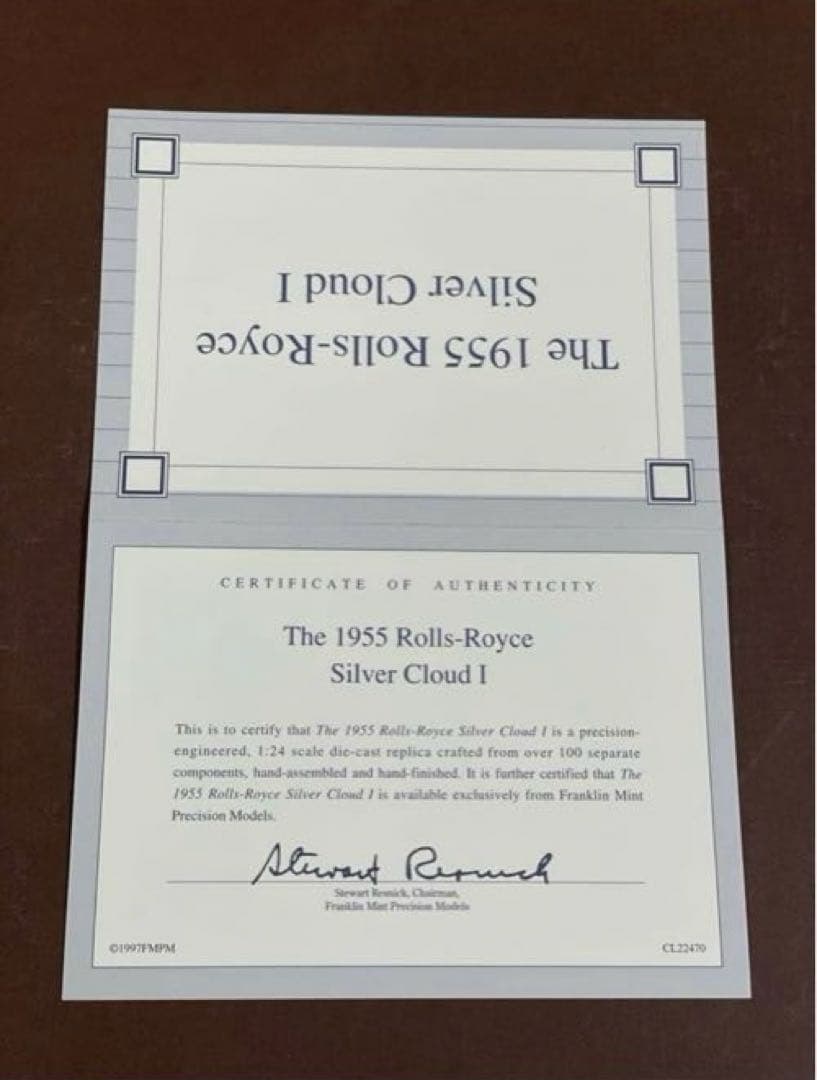 The 1955 Rolls-Royce
Silver Cloud I
CERTIFICATE OF AUTHENTICITY
The 1955 Rolls-Royce
Silver Cloud I
This is to certify that The 1955 Rolls-Royce Silver Cloud I is a precision-
engineered, 1:24 scale die-cast replica crafted from over 100 separate
components, hand-assembled and hand-finished. It is further certified that The
1955 Rolls-Royce Silver Cloud I is available exclusively from Franklin Mint
Precision Models.
Stewart Resnick
Stewart Resnick, Chairman,
Franklin Mint Precision Models
©1997FMPM
CL22470